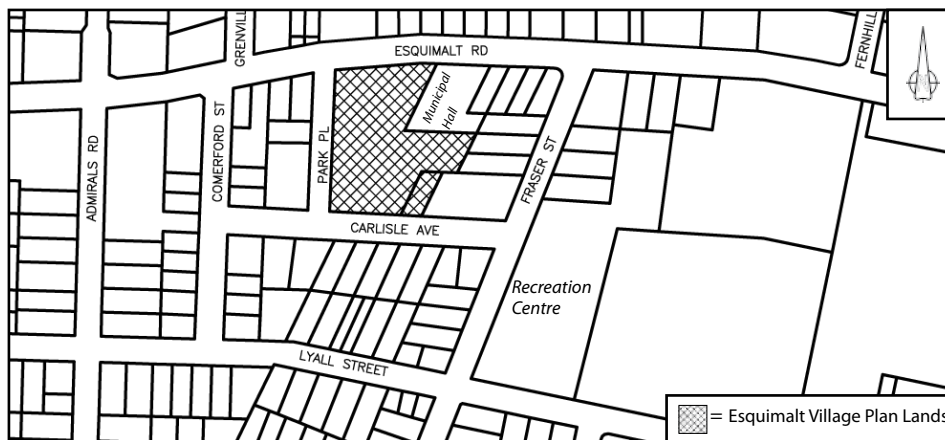 GRENVILL
ESQUIMALT RD
FERNHILL
Municipal
Hall
ADMIRALS RD
COMERFORD ST
PARK PL
FRASER ST
CARLISLE AVE
Recreation
Centre
LYALL STREET
= Esquimalt Village Plan Lands